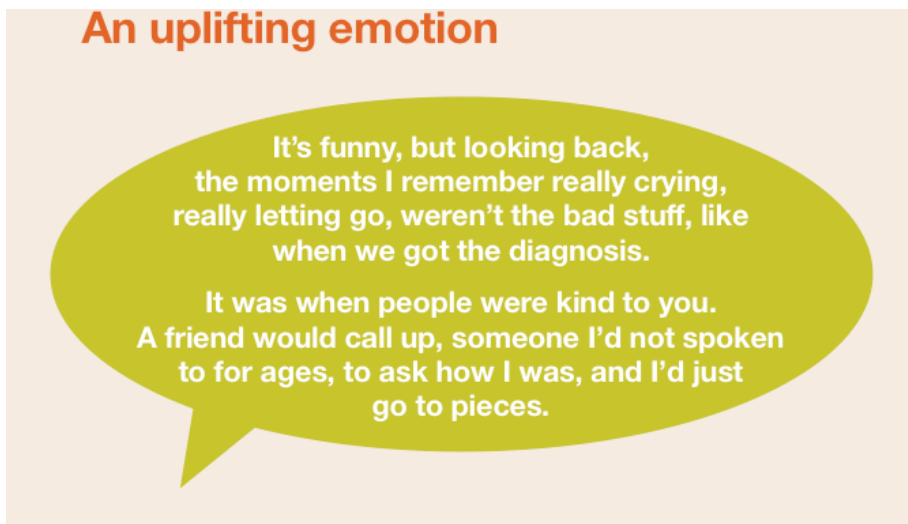 An uplifting emotion
It's funny, but looking back,
the moments I remember really crying,
really letting go, weren't the bad stuff, like
when we got the diagnosis.
It was when people were kind to you.
A friend would call up, someone I'd not spoken
to for ages, to ask how I was, and I'd just
go to pieces.